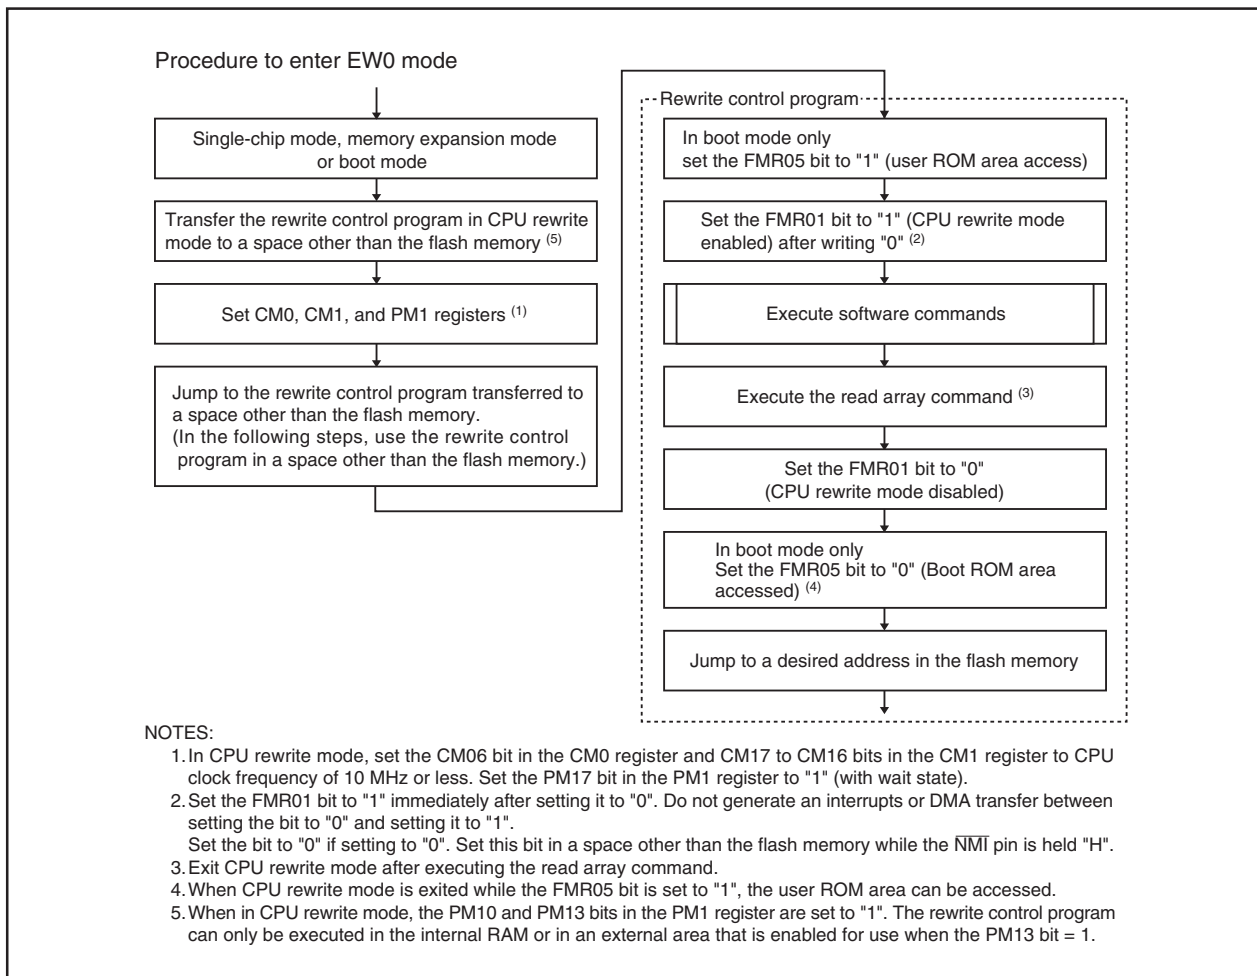 Procedure to enter EW0 mode
Single-chip mode, memory expansion mode
or boot mode
Transfer the rewrite control program in CPU rewrite
mode to a space other than the flash memory (5)
Set CM0, CM1, and PM1 registers (1)
Jump to the rewrite control program transferred to
a space other than the flash memory.
(In the following steps, use the rewrite control
program in a space other than the flash memory.)
Rewrite control program
In boot mode only
set the FMR05 bit to "1" (user ROM area access)
Set the FMR01 bit to "1" (CPU rewrite mode
enabled) after writing "0" (2)
Execute software commands
Execute the read array command (3)
Set the FMR01 bit to "0"
(CPU rewrite mode disabled)
In boot mode only
Set the FMR05 bit to "0" (Boot ROM area
accessed) (4)
Jump to a desired address in the flash memory
NOTES:
1. In CPU rewrite mode, set the CM06 bit in the CM0 register and CM17 to CM16 bits in the CM1 register to CPU
clock frequency of 10 MHz or less. Set the PM17 bit in the PM1 register to "1" (with wait state).
2. Set the FMR01 bit to "1" immediately after setting it to "0". Do not generate an interrupts or DMA transfer between
setting the bit to "0" and setting it to "1".
Set the bit to "0" if setting to "0". Set this bit in a space other than the flash memory while the NMI pin is held "H".
3. Exit CPU rewrite mode after executing the read array command.
4. When CPU rewrite mode is exited while the FMR05 bit is set to "1", the user ROM area can be accessed.
5. When in CPU rewrite mode, the PM10 and PM13 bits in the PM1 register are set to "1". The rewrite control program
can only be executed in the internal RAM or in an external area that is enabled for use when the PM13 bit = 1.